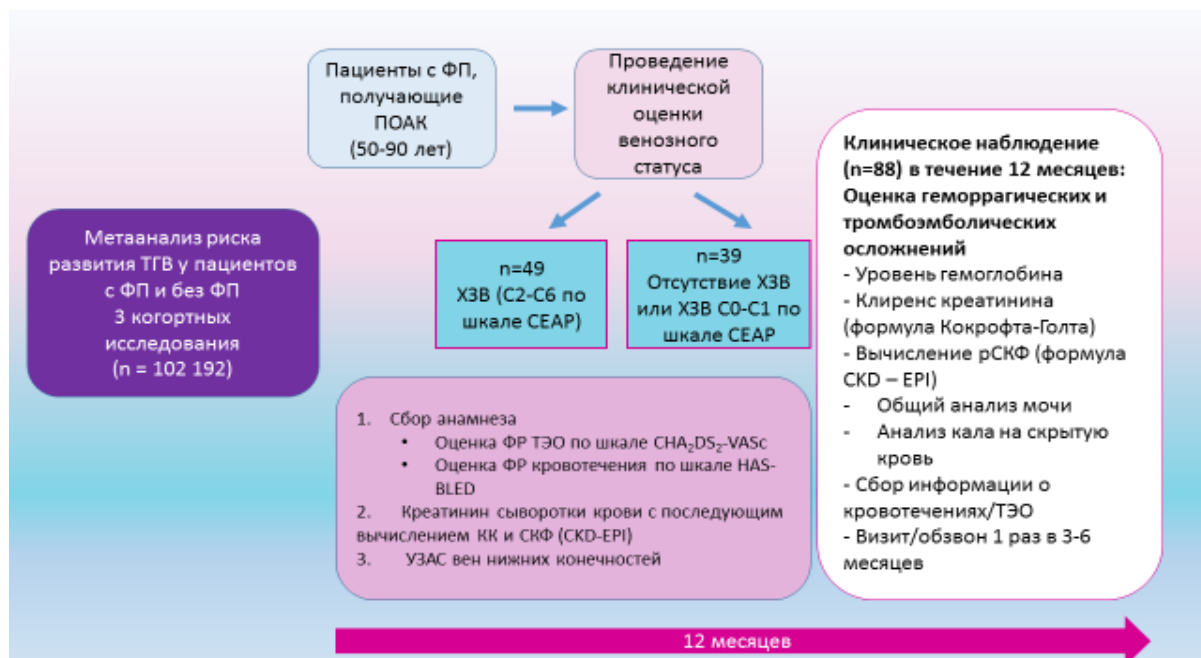 Пациенты с ФП,
получающие
ПОАК
(50-90 лет)
Проведение
клинической
оценки
венозного
статуса
Метаанализ риска
развития ТГВ у пациентов
с ФП и без ФП
3 когортных
исследования
(n = 102 192)
n=49
ХЗВ (C2-C6 по
шкале CEAP)
n=39
Отсутствие ХЗВ
или ХЗВ C0-C1 по
шкале CEAP
1. Сбор анамнеза
• Оценка ФР ТЭО по шкале CHA₂DS₂-VASc
• Оценка ФР кровотечения по шкале HAS-
BLED
2. Креатинин сыворотки крови с последующим
вычислением КК и СКФ (CKD-EPI)
3. УЗАС вен нижних конечностей
Клиническое наблюдение
(n=88) в течение 12 месяцев:
Оценка геморрагических и
тромбоэмболических
осложнений
- Уровень гемоглобина
- Клиренс креатинина
(формула Кокрофта-Голта)
- Вычисление рСКФ (формула
CKD – EPI)
- Общий анализ мочи
- Анализ кала на скрытую
кровь
- Сбор информации о
кровотечениях/ТЭО
- Визит/обзвон 1 раз в 3-6
месяцев
12 месяцев